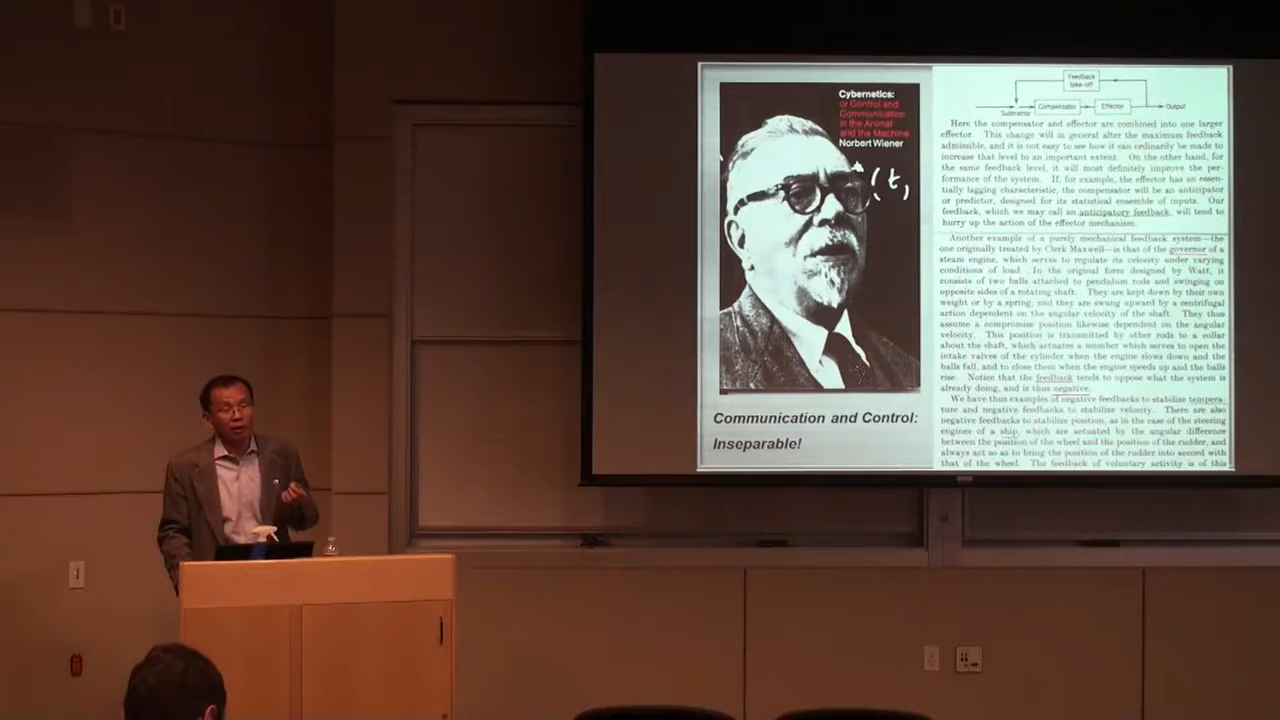 Cybernetics:
or Control and
Communication
in the Animal
and the Machine
Norbert Wiener
(t,
Communication and Control:
Inseparable!
Feedback
take-off
Subtractor
Compensator
Effector
Output
Here the compensator and effector are combined into one larger
effector. This change will in general alter the maximum feedback
admissible, and it is not easy to see how it can ordinarily be made to
increase that level to an important extent. On the other hand, for
the same feedback level, it will most definitely improve the per-
formance of the system. If, for example, the effector has an essen-
tially lagging characteristic, the compensator will be an anticipator
or predictor, designed for its statistical ensemble of inputs. Our
feedback, which we may call an anticipatory feedback, will tend to
hurry up the action of the effector mechanism.
Another example of a purely mechanical feedback system—the
one originally treated by Clerk Maxwell—is that of the governor of a
steam engine, which serves to regulate its velocity under varying
conditions of load. In the original form designed by Watt, it
consists of two balls attached to pendulum rods and swinging on
opposite sides of a rotating shaft. They are kept down by their own
weight or by a spring, and they are swung upward by a centrifugal
action dependent on the angular velocity of the shaft. They thus
assume a compromise position likewise dependent on the angular
velocity. This position is transmitted by other rods to a collar
about the shaft, which actuates a member which serves to open the
intake valves of the cylinder when the engine slows down and the
balls fall, and to close them when the engine speeds up and the balls
rise. Notice that the feedback tends to oppose what the system is
already doing, and is thus negative.
We have thus examples of negative feedbacks to stabilize tempera-
ture and negative feedbacks to stabilize velocity. There are also
negative feedbacks to stabilize position, as in the case of the steering
engines of a ship, which are actuated by the angular difference
between the position of the wheel and the position of the rudder, and
always act so as to bring the position of the rudder into accord with
that of the wheel. The feedback of voluntary activity is of this